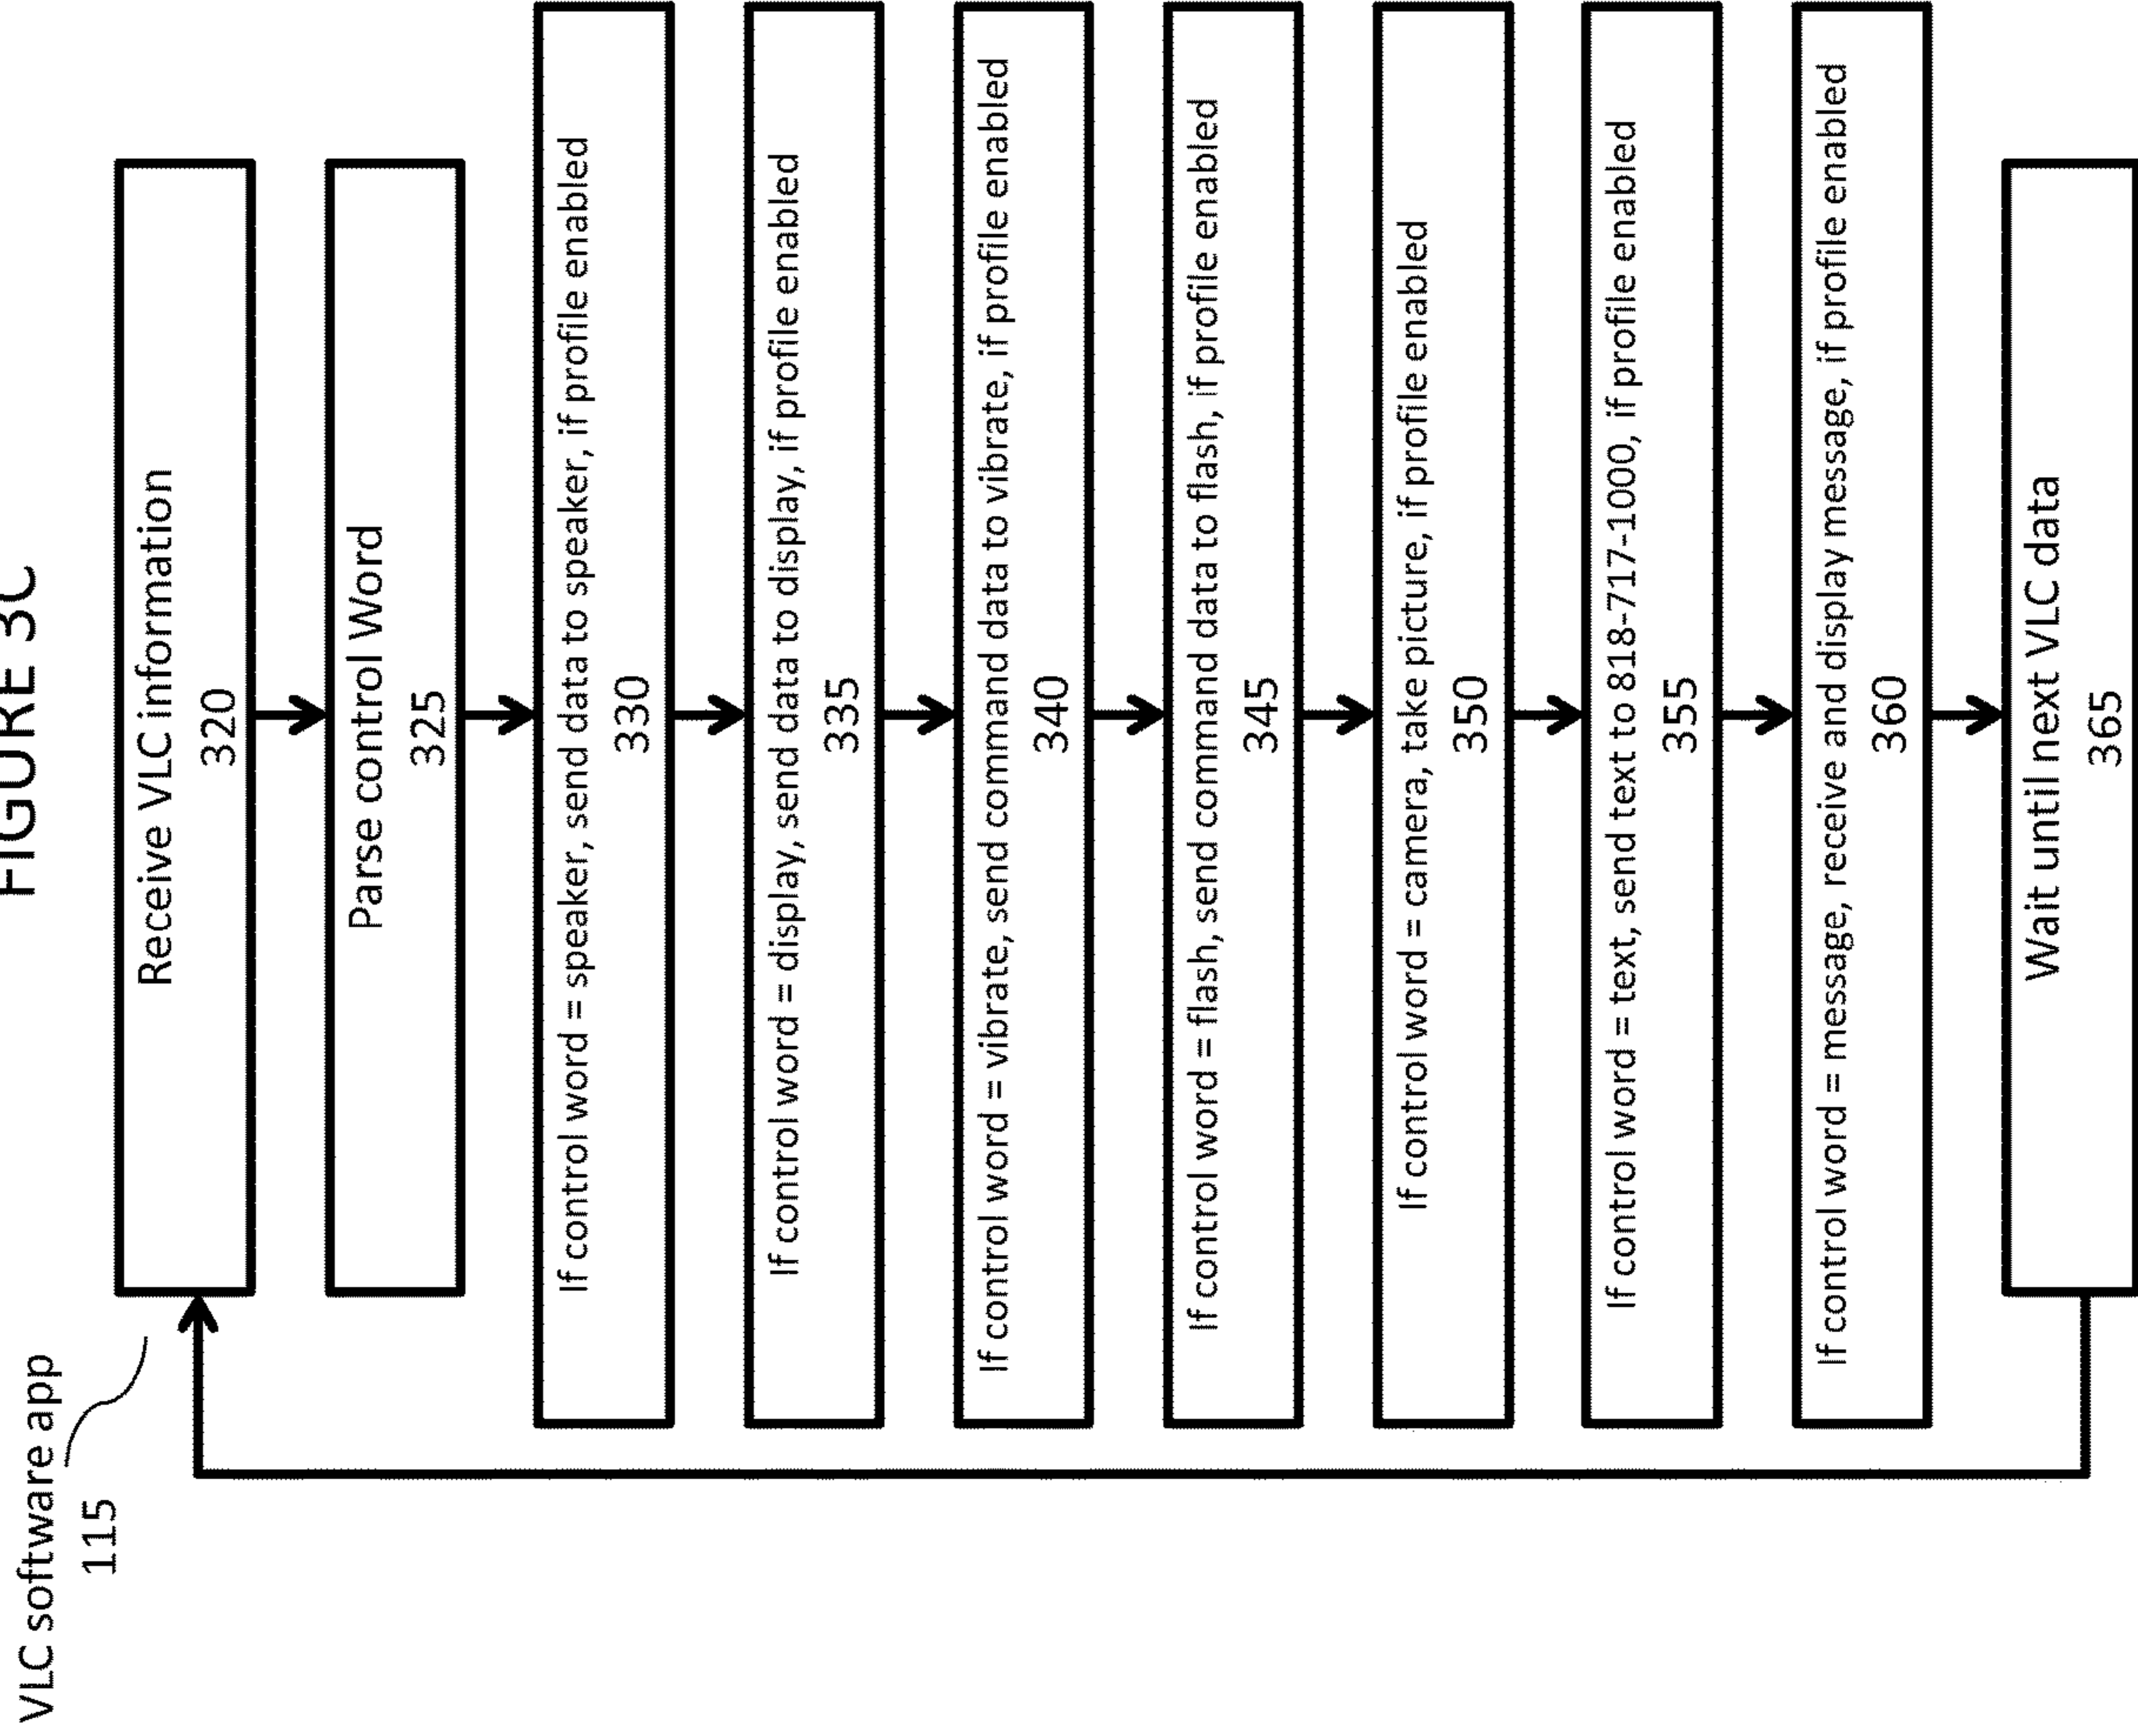 FIGURE 3C
VLC software app
115
Receive VLC information
320
Parse control Word
325
If control word = speaker, send data to speaker, if profile enabled
330
If control word = display, send data to display, if profile enabled
335
If control word = vibrate, send command data to vibrate, if profile enabled
340
If control word = flash, send command data to flash, if profile enabled
345
If control word = camera, take picture, if profile enabled
350
If control word = text, send text to 818-717-1000, if profile enabled
355
If control word = message, receive and display message, if profile enabled
360
Wait until next VLC data
365